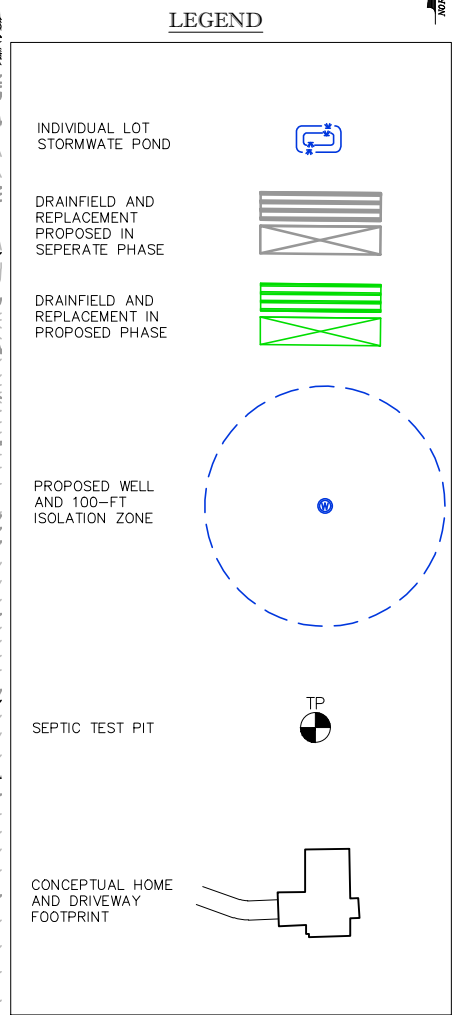 LEGEND
INDIVIDUAL LOT
STORMWATE POND
DRAINFIELD AND
REPLACEMENT
PROPOSED IN
SEPERATE PHASE
DRAINFIELD AND
REPLACEMENT IN
PROPOSED PHASE
PROPOSED WELL
AND 100-FT
ISOLATION ZONE
W
SEPTIC TEST PIT
TP
CONCEPTUAL HOME
AND DRIVEWAY
FOOTPRINT